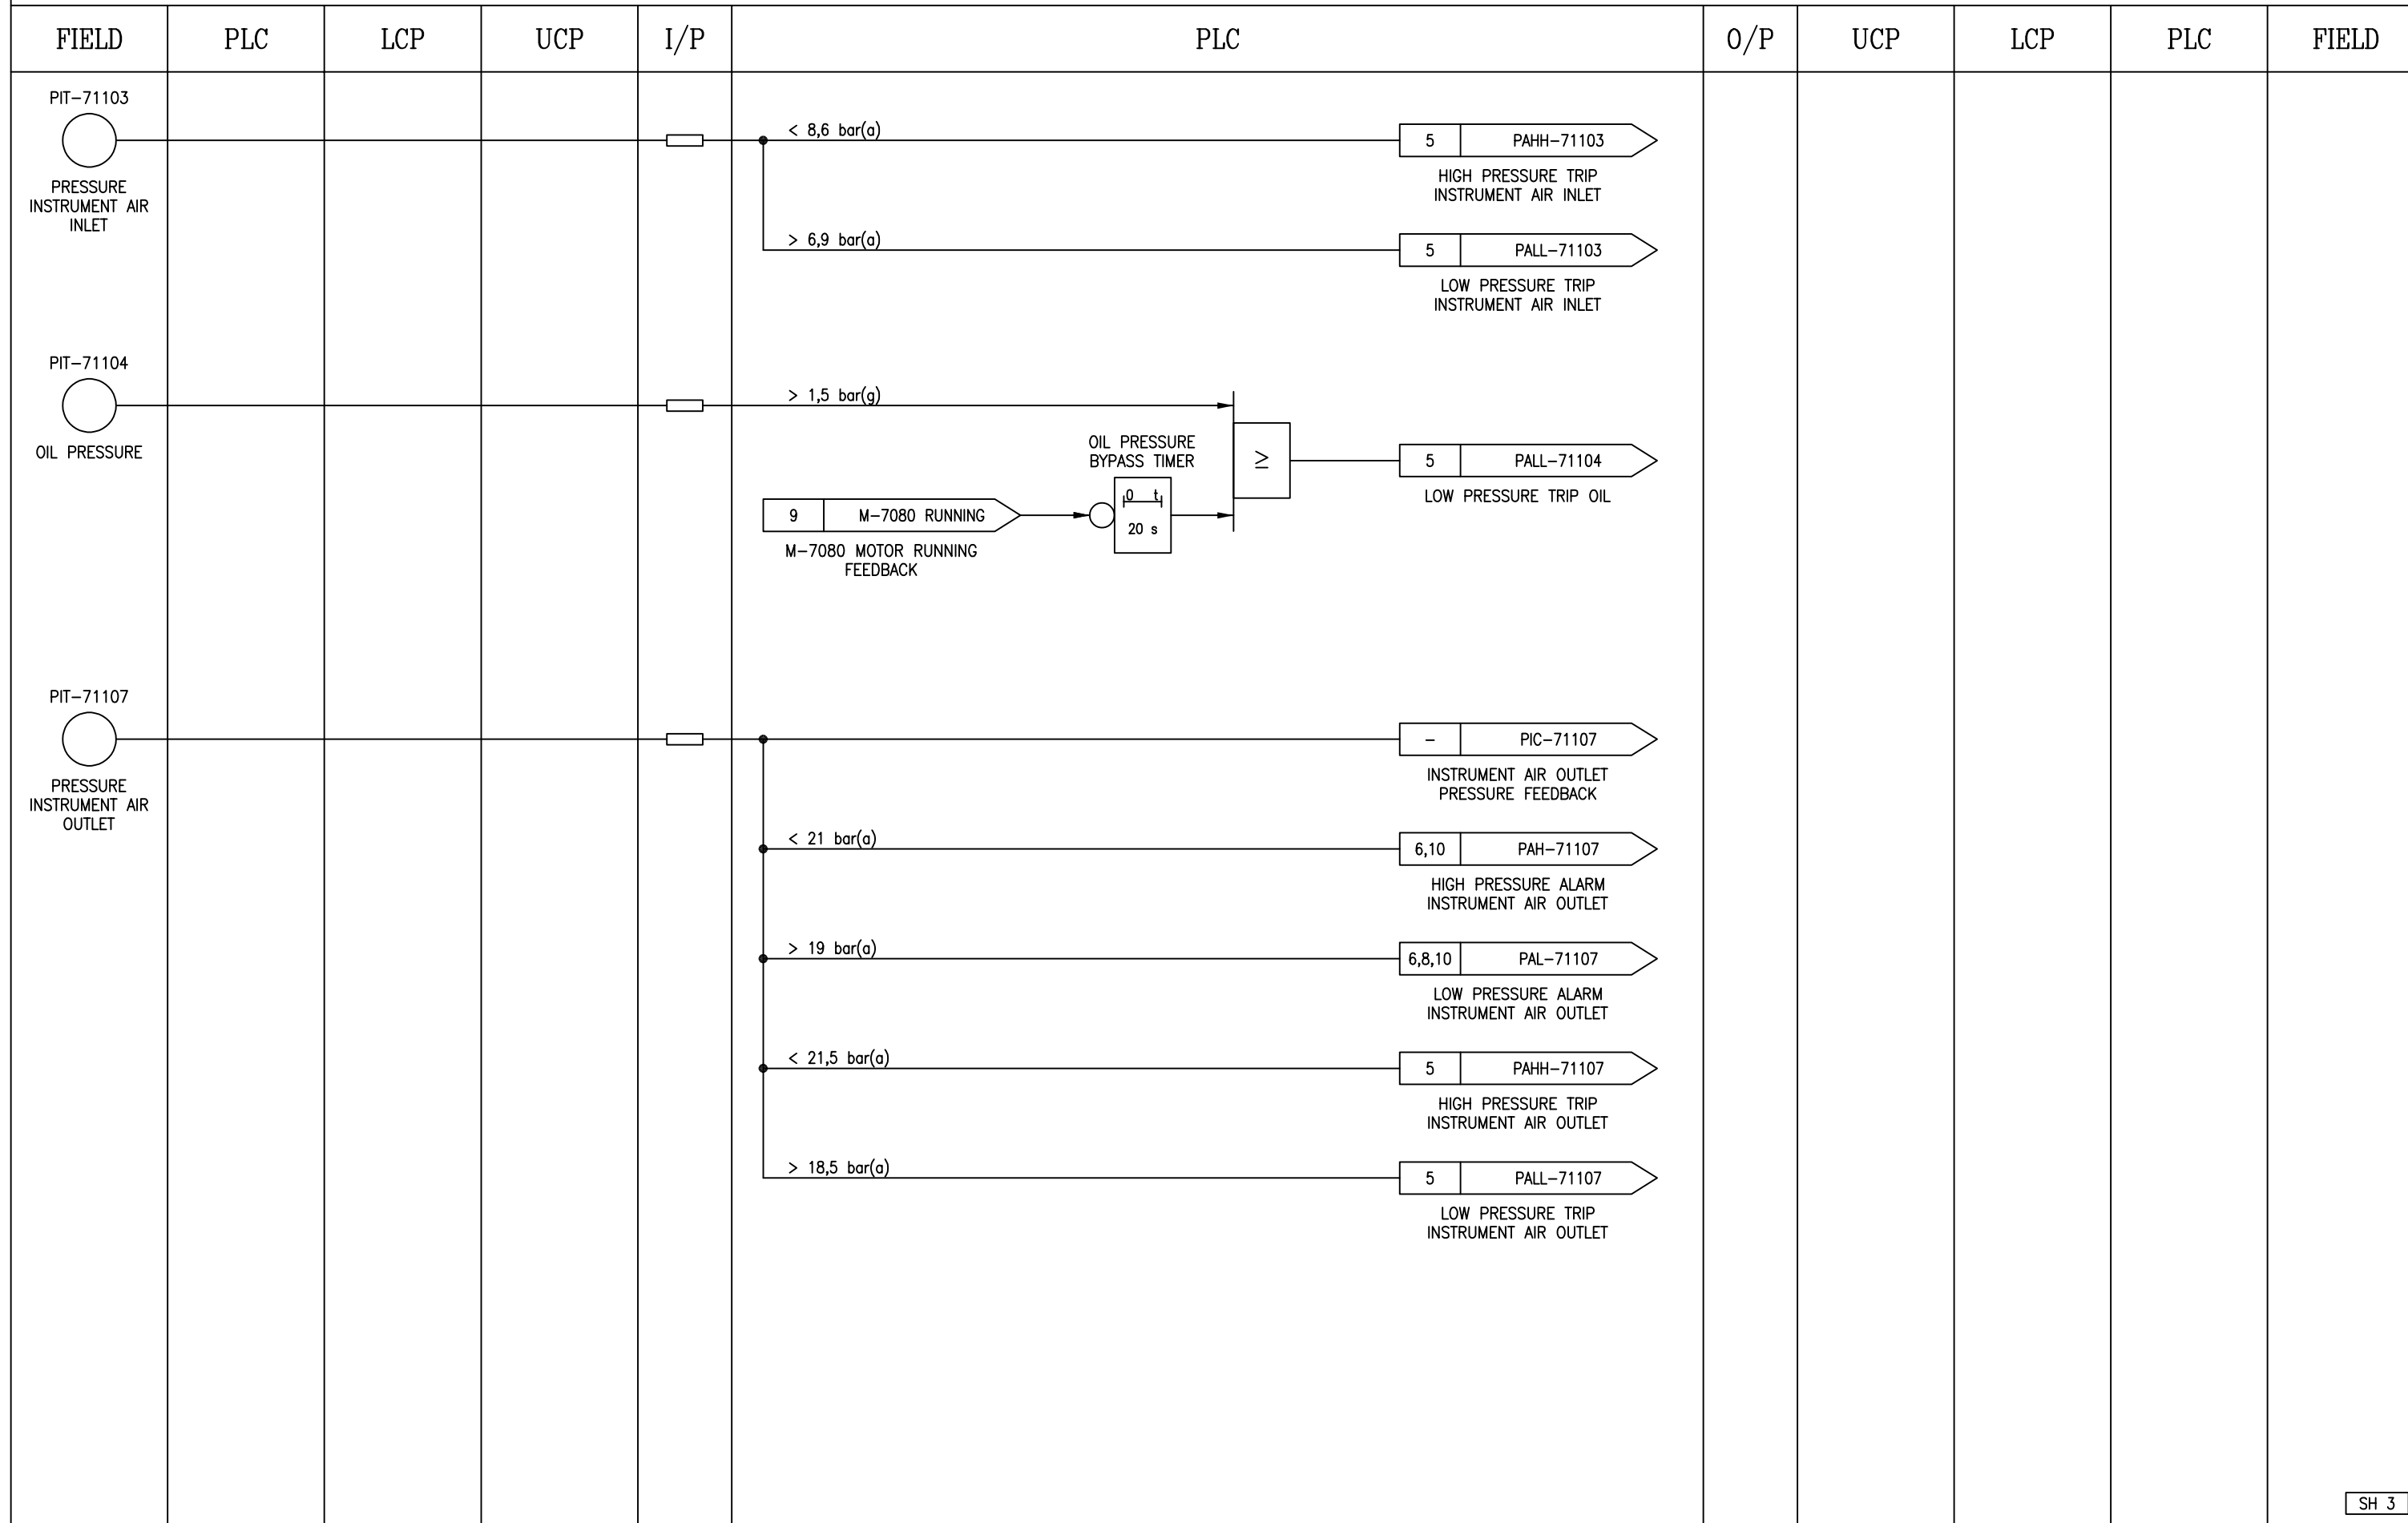 FIELD PLC LCP UCP I/P PLC O/P UCP LCP PLC FIELD
PIT-71103
PRESSURE
INSTRUMENT AIR
INLET
< 8,6 bar(a)
5 PAHH-71103
HIGH PRESSURE TRIP
INSTRUMENT AIR INLET
> 6,9 bar(a)
5 PALL-71103
LOW PRESSURE TRIP
INSTRUMENT AIR INLET
PIT-71104
OIL PRESSURE
> 1,5 bar(g)
OIL PRESSURE
BYPASS TIMER
0 t
20 s
≥
9 M-7080 RUNNING
M-7080 MOTOR RUNNING
FEEDBACK
5 PALL-71104
LOW PRESSURE TRIP OIL
PIT-71107
PRESSURE
INSTRUMENT AIR
OUTLET
- PIC-71107
INSTRUMENT AIR OUTLET
PRESSURE FEEDBACK
< 21 bar(a)
6,10 PAH-71107
HIGH PRESSURE ALARM
INSTRUMENT AIR OUTLET
> 19 bar(a)
6,8,10 PAL-71107
LOW PRESSURE ALARM
INSTRUMENT AIR OUTLET
< 21,5 bar(a)
5 PAHH-71107
HIGH PRESSURE TRIP
INSTRUMENT AIR OUTLET
> 18,5 bar(a)
5 PALL-71107
LOW PRESSURE TRIP
INSTRUMENT AIR OUTLET
SH 3